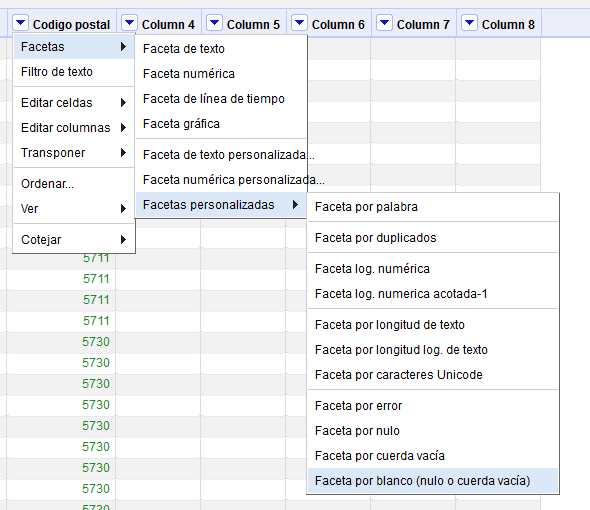 Codigo postal Column 4 Column 5 Column 6 Column 7 Column 8
Facetas
Filtro de texto
Editar celdas
Editar columnas
Transponer
Ordenar...
Ver
Cotejar
Faceta de texto
Faceta numérica
Faceta de línea de tiempo
Faceta gráfica
Faceta de texto personalizada...
Faceta numérica personalizada...
Facetas personalizadas
Faceta por palabra
Faceta por duplicados
Faceta log. numérica
Faceta log. numerica acotada-1
Faceta por longitud de texto
Faceta por longitud log. de texto
Faceta por caracteres Unicode
Faceta por error
Faceta por nulo
Faceta por cuerda vacía
Faceta por blanco (nulo o cuerda vacía)
5711
5711
5711
5711
5730
5730
5730
5730
5730
5730
5730
5730
5730